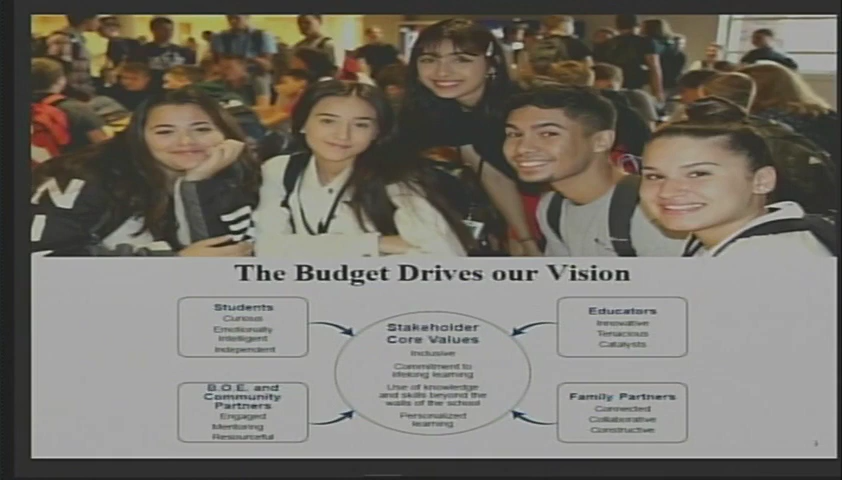 The Budget Drives our Vision
Students
Curious
Emotionally
Intelligent
Independent
Educators
Innovative
Tenacious
Catalysts
Stakeholder
Core Values
Inclusive
Commitment to
lifelong learning
Use of knowledge
and skills beyond the
walls of the school
Personalized
learning
B.O.E. and
Community
Partners
Engaged
Mentoring
Resourceful
Family Partners
Connected
Collaborative
Constructive